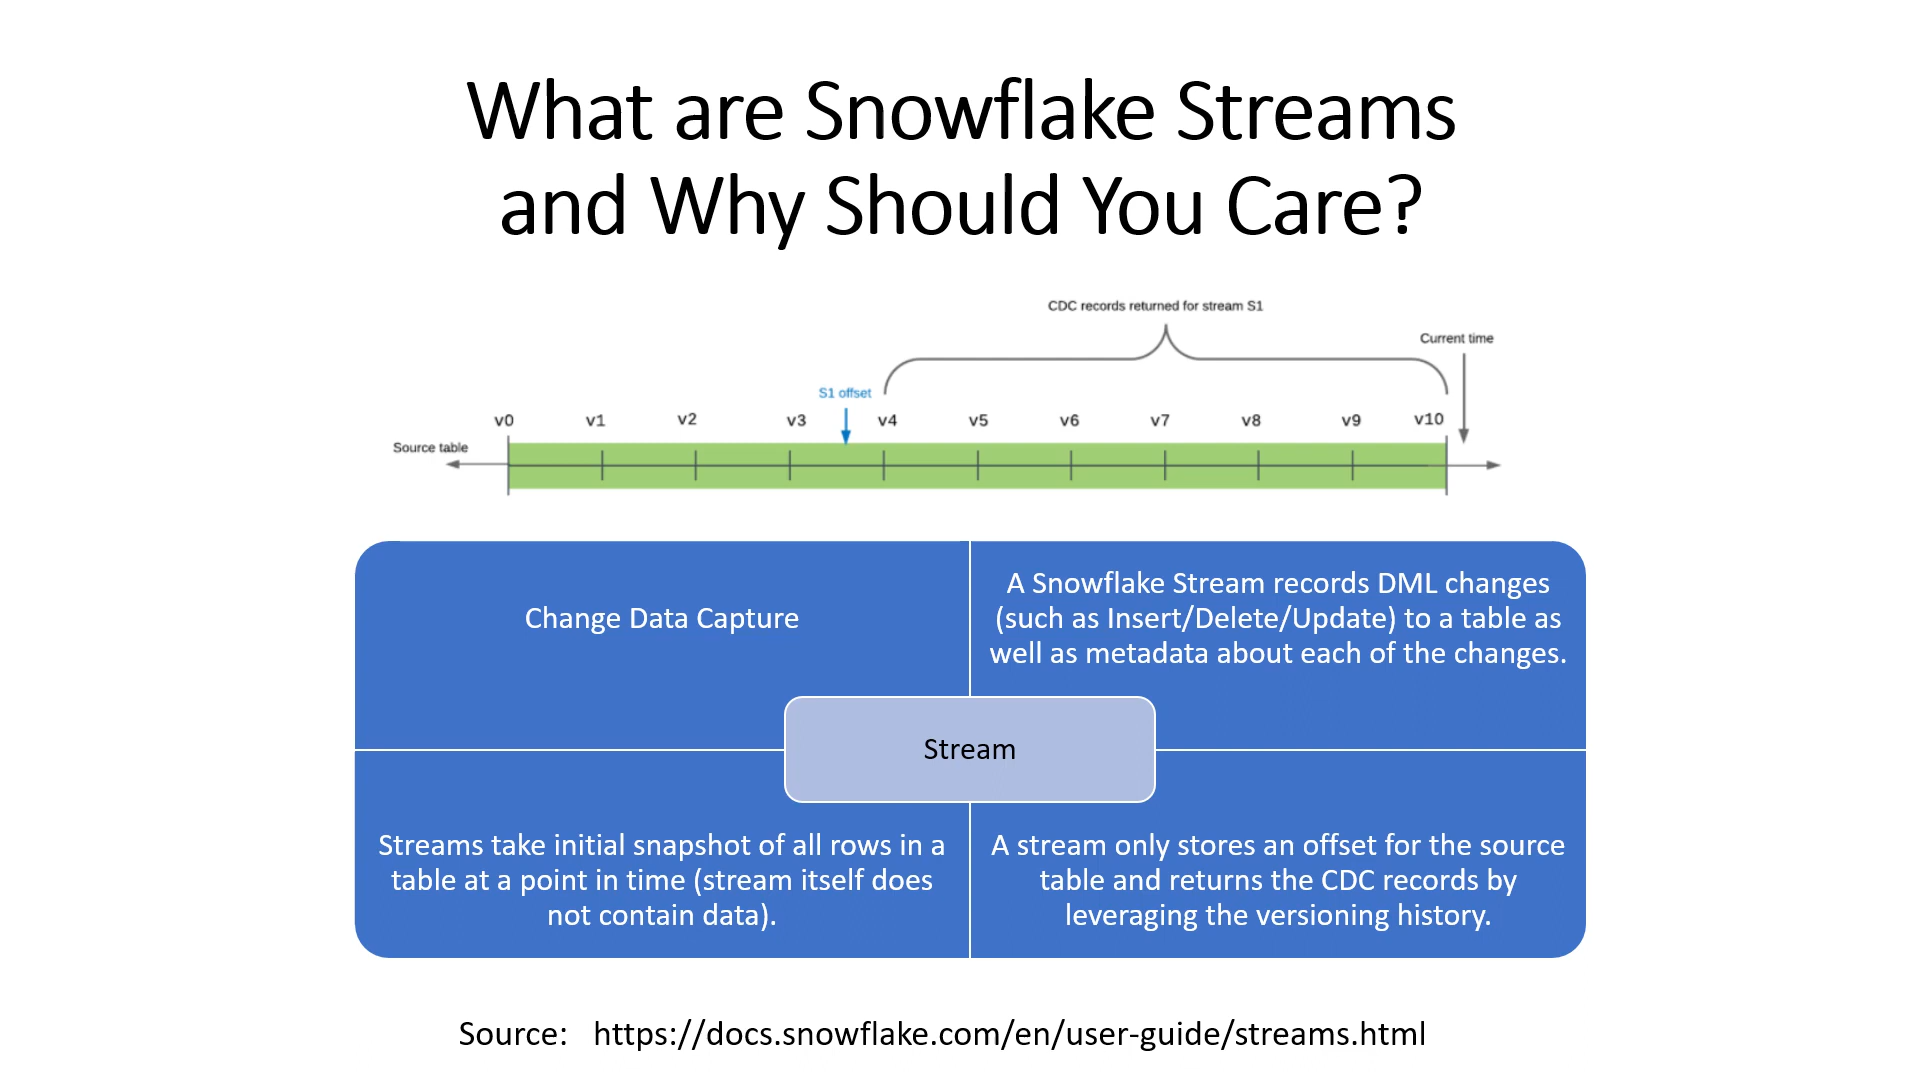 What are Snowflake Streams
and Why Should You Care?
CDC records returned for stream S1
Current time
S1 offset
v0 v1 v2 v3 v4 v5 v6 v7 v8 v9 v10
Source table
Change Data Capture
A Snowflake Stream records DML changes
(such as Insert/Delete/Update) to a table as
well as metadata about each of the changes.
Stream
Streams take initial snapshot of all rows in a
table at a point in time (stream itself does
not contain data).
A stream only stores an offset for the source
table and returns the CDC records by
leveraging the versioning history.
Source: https://docs.snowflake.com/en/user-guide/streams.html